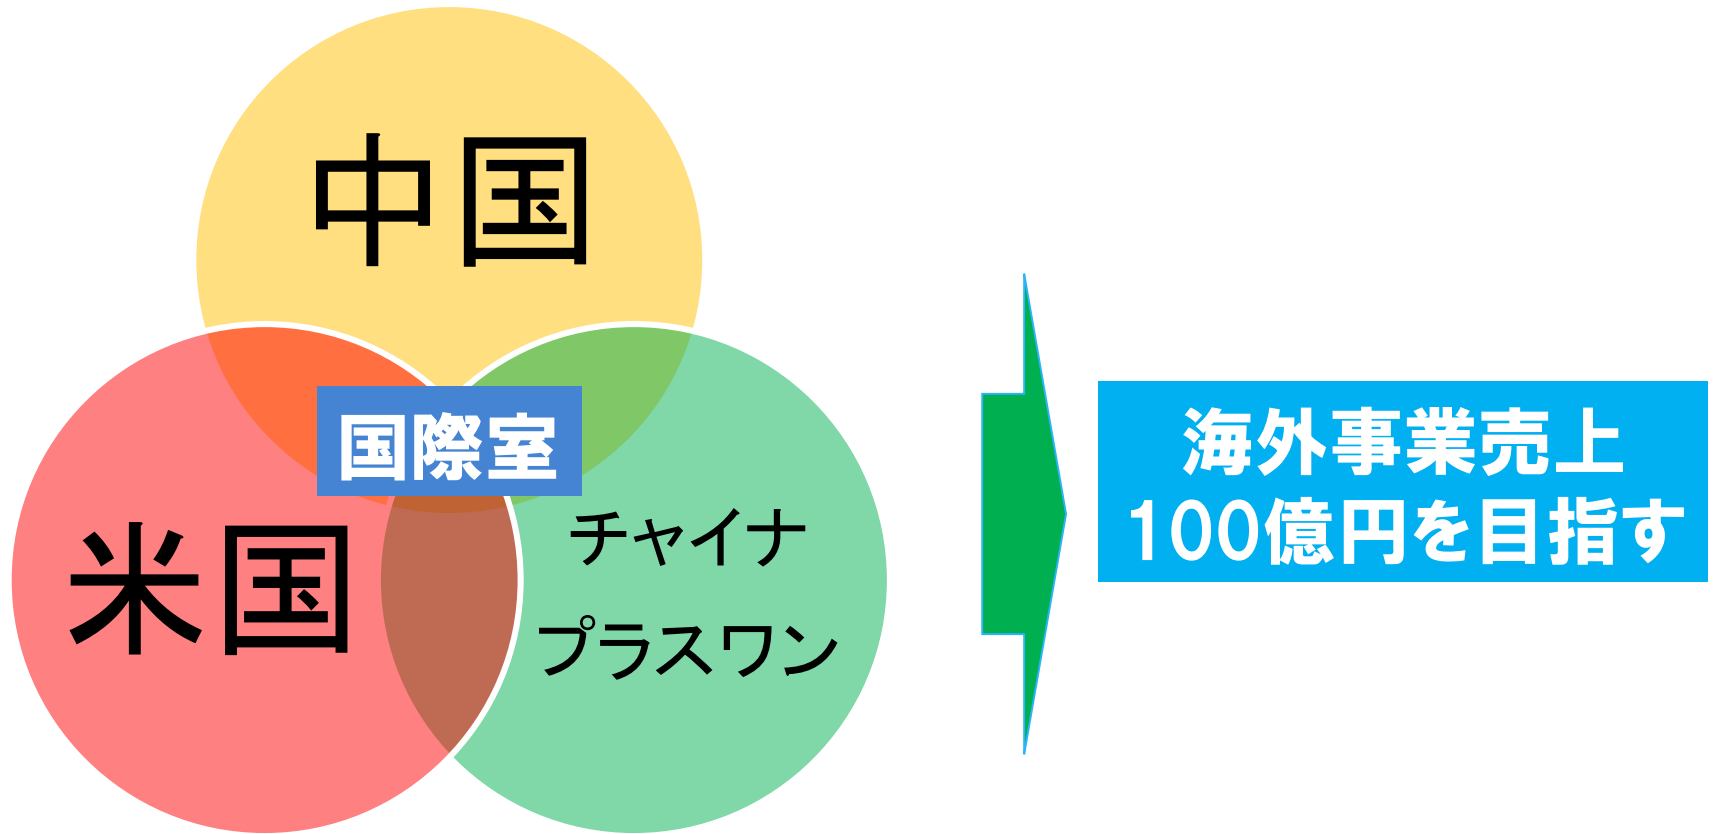 中国
国際室
米国
チャイナ
プラスワン
海外事業売上
100億円を目指す